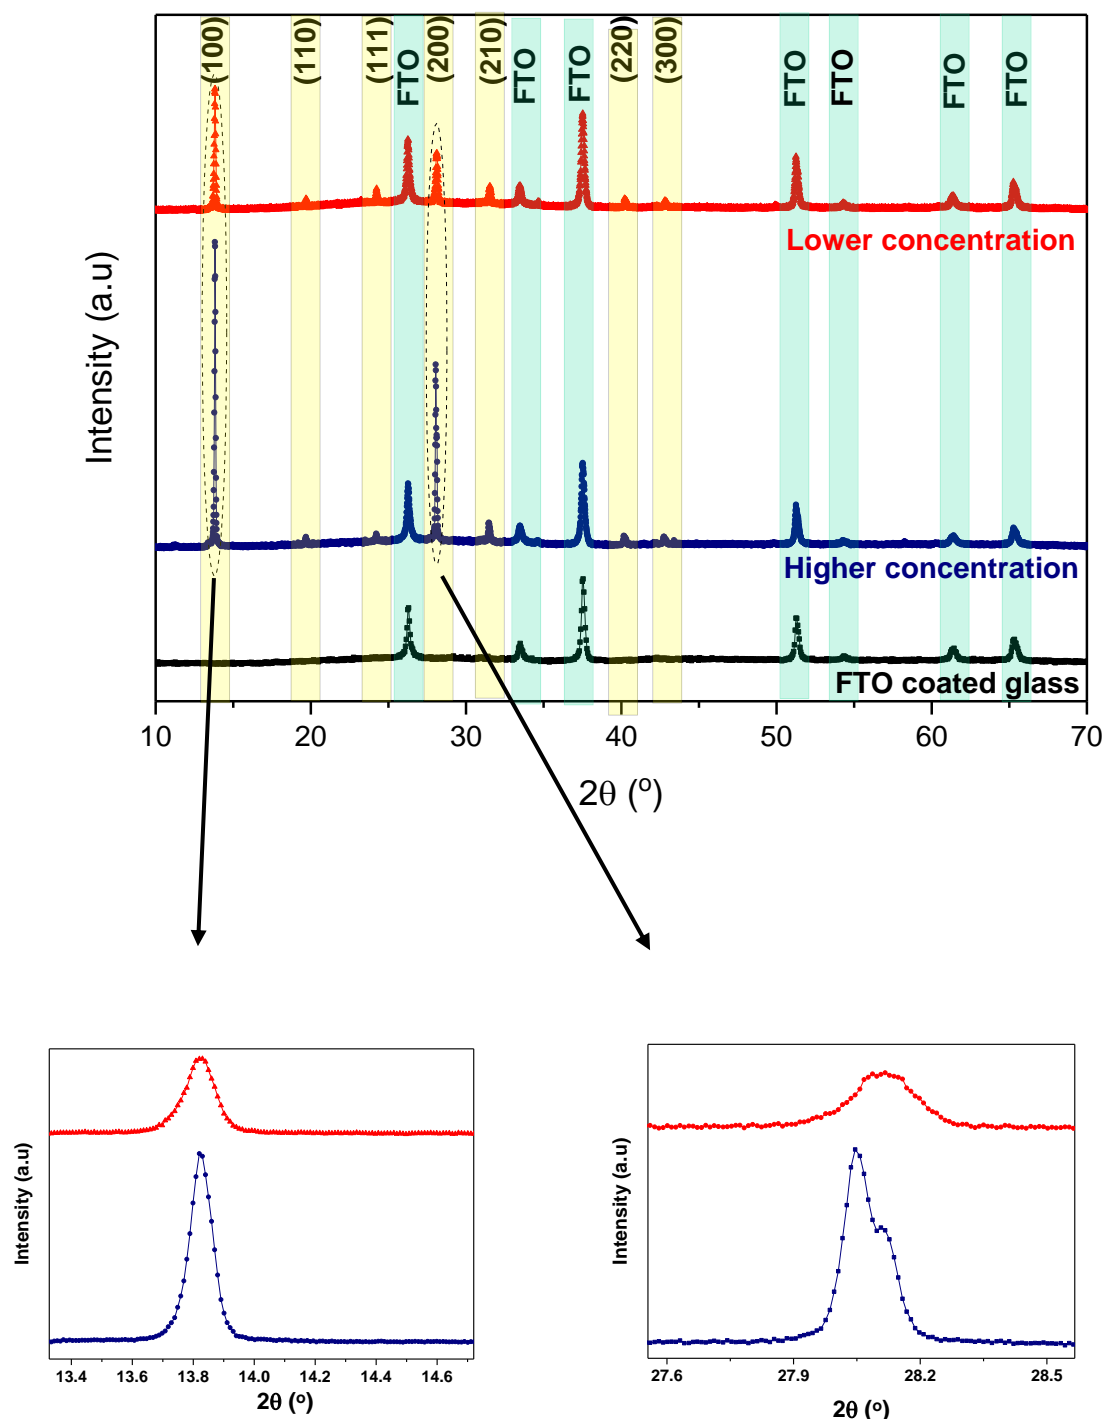 (100)
(110)
(111)
FTO
(200)
(210)
FTO
FTO
(220)
(300)
FTO
FTO
FTO
FTO
Lower concentration
Higher concentration
FTO coated glass
Intensity (a.u)
10 20 30 40 50 60 70
2θ (°)
Intensity (a.u)
13.4 13.6 13.8 14.0 14.2 14.4 14.6
2θ (°)
Intensity (a.u)
27.6 27.9 28.2 28.5
2θ (°)